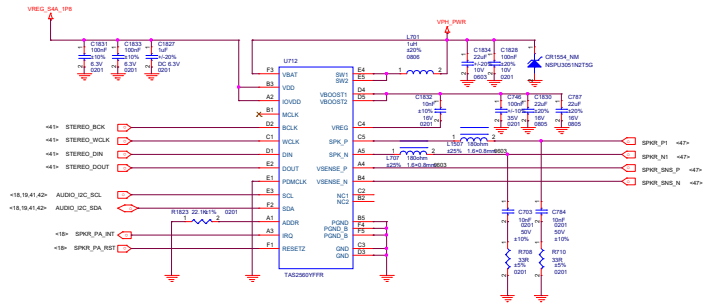 VREG_S4A_1P8
VPH_PWR
C1831
100nF
±10%
6.3V
0201
C1833
100nF
±10%
6.3V
0201
C1827
1uF
+/-20%
DC 6.3V
0201
L701
1uH
±20%
0806
C1834
22uF
+/-20%
10V
0603
C1828
100nF
±20%
10V
0201
CR1554_NM
NSPU3051N2T5G
U712
F3 VBAT
B3 VDD
A2 IOVDD
B1 MCLK
D2 BCLK
C1 WCLK
D1 DIN
E2 DOUT
E1 PDMCLK
E3 SCL
F2 SDA
A1 ADDR
A3 IRQ
F1 RESETZ
SW1 E4
SW2 E5
VBOOST1 D4
VBOOST2 D5
VREG C4
SPK_P C5
SPK_N A5
VSENSE_P A4
VSENSE_N B4
NC1 C2
NC2 B2
PGND B5
PGND_B F4
PGND_B F5
GND C3
GND D3
TAS2560YFFR
C1832
10nF
±10%
16V
0201
C746
100nF
+/-10%
35V
0201
C1830
22uF
±20%
16V
0805
C787
22uF
±20%
16V
0805
<41> STEREO_BCK
<41> STEREO_WCLK
<41> STEREO_DIN
<41> STEREO_DOUT
<18,19,41,42> AUDIO_I2C_SCL
<18,19,41,42> AUDIO_I2C_SDA
R1823 22.1K±1% 0201
<18> SPKR_PA_INT
<18> SPKR_PA_RST
L1507 180ohm
±25% 1.6×0.8mm0603
L707 180ohm
±25% 1.6×0.8mm0603
SPKR_P1 <47>
SPKR_N1 <47>
SPKR_SNS_P <47>
SPKR_SNS_N <47>
C703
10nF
0201
50V
±10%
C784
10nF
0201
50V
±10%
R708
33R
±5%
0201
R710
33R
±5%
0201